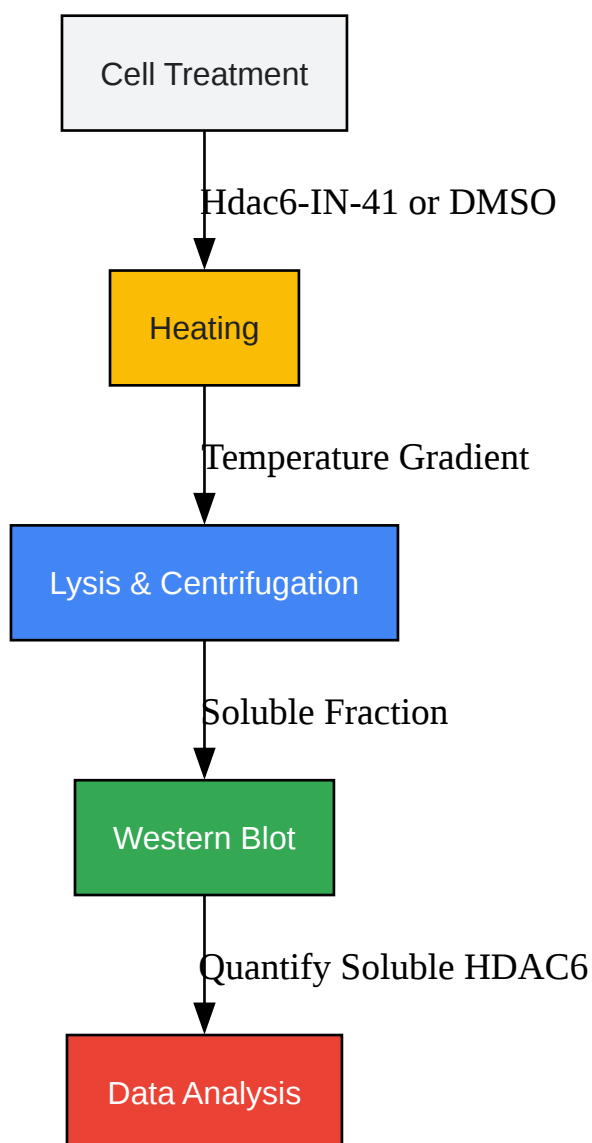 Cell Treatment
Hdac6-IN-41 or DMSO
Heating
Temperature Gradient
Lysis & Centrifugation
Soluble Fraction
Western Blot
Quantify Soluble HDAC6
Data Analysis